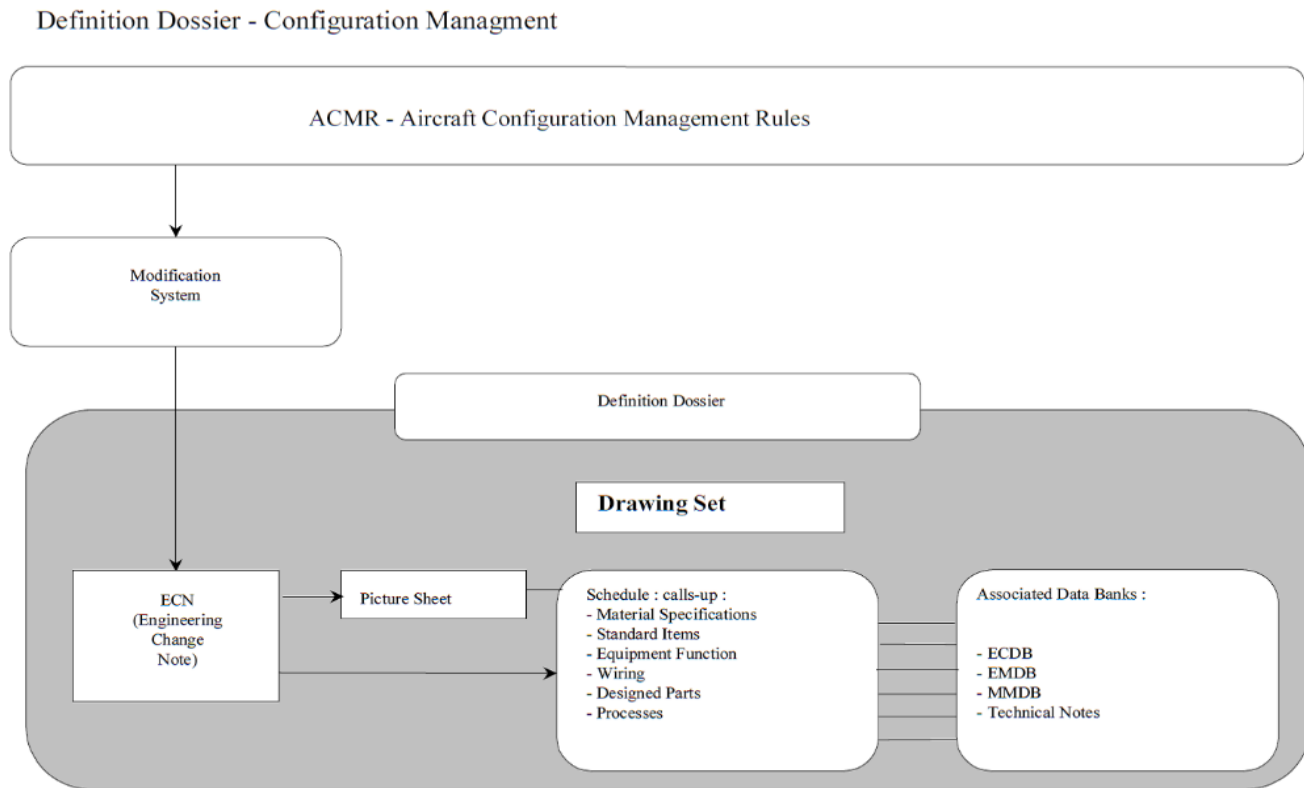 Definition Dossier - Configuration Managment
ACMR - Aircraft Configuration Management Rules
Modification
System
Definition Dossier
Drawing Set
ECN
(Engineering
Change
Note)
Picture Sheet
Schedule : calls-up :
- Material Specifications
- Standard Items
- Equipment Function
- Wiring
- Designed Parts
- Processes
Associated Data Banks :
- ECDB
- EMDB
- MMDB
- Technical Notes